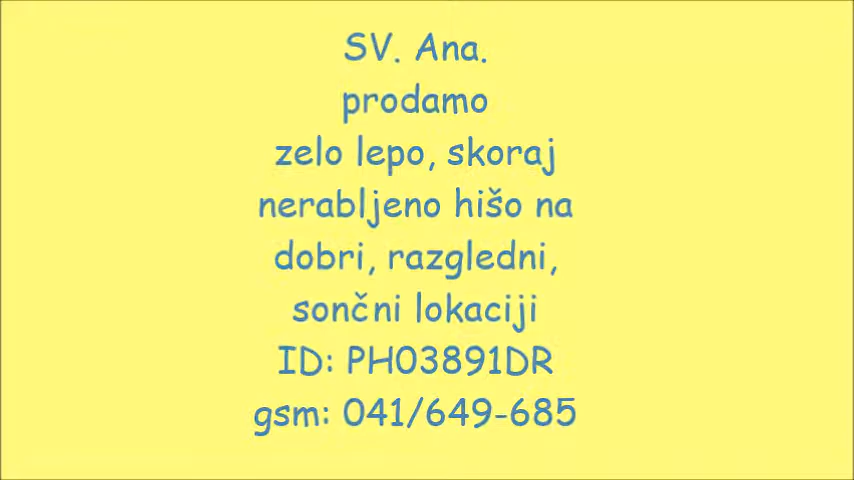 SV. Ana.
prodamo
zelo lepo, skoraj
nerabljeno hišo na
dobri, razgledni,
sončni lokaciji
ID: PH03891DR
gsm: 041/649-685